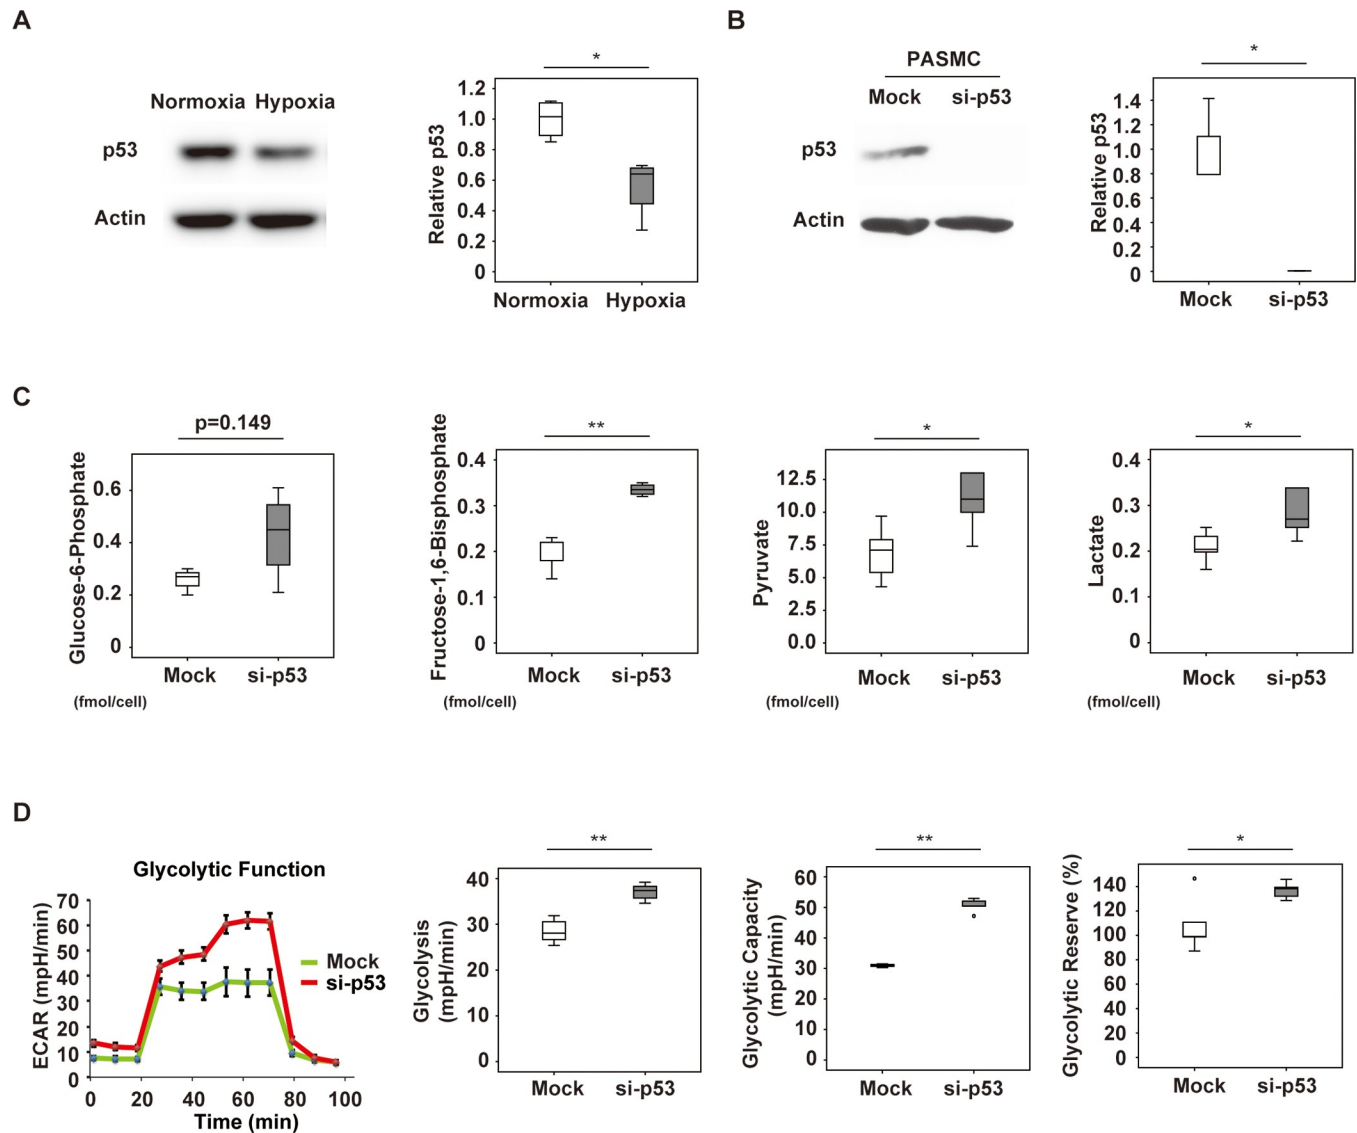 A
Normoxia Hypoxia
p53
Actin
*
Relative p53
1.2
1.0
0.8
0.6
0.4
0.2
0
Normoxia Hypoxia
B
PASMC
Mock si-p53
p53
Actin
*
Relative p53
1.4
1.2
1.0
0.8
0.6
0.4
0.2
0
Mock si-p53
C
p=0.149
Glucose-6-Phosphate
0.6
0.4
0.2
0
Mock si-p53
(fmol/cell)
**
Fructose-1,6-Bisphosphate
0.4
0.3
0.2
0.1
0
Mock si-p53
(fmol/cell)
*
Pyruvate
12.5
10.0
7.5
5.0
2.5
0.0
Mock si-p53
(fmol/cell)
*
Lactate
0.4
0.3
0.2
0.1
0
Mock si-p53
(fmol/cell)
D
Glycolytic Function
ECAR (mpH/min)
70
60
50
40
30
20
10
0
0 20 40 60 80 100
Time (min)
Mock
si-p53
**
Glycolysis
(mpH/min)
40
30
20
10
0
Mock si-p53
**
Glycolytic Capacity
(mpH/min)
60
50
40
30
20
10
0
Mock si-p53
*
Glycolytic Reserve (%)
140
120
100
80
60
40
20
0
Mock si-p53